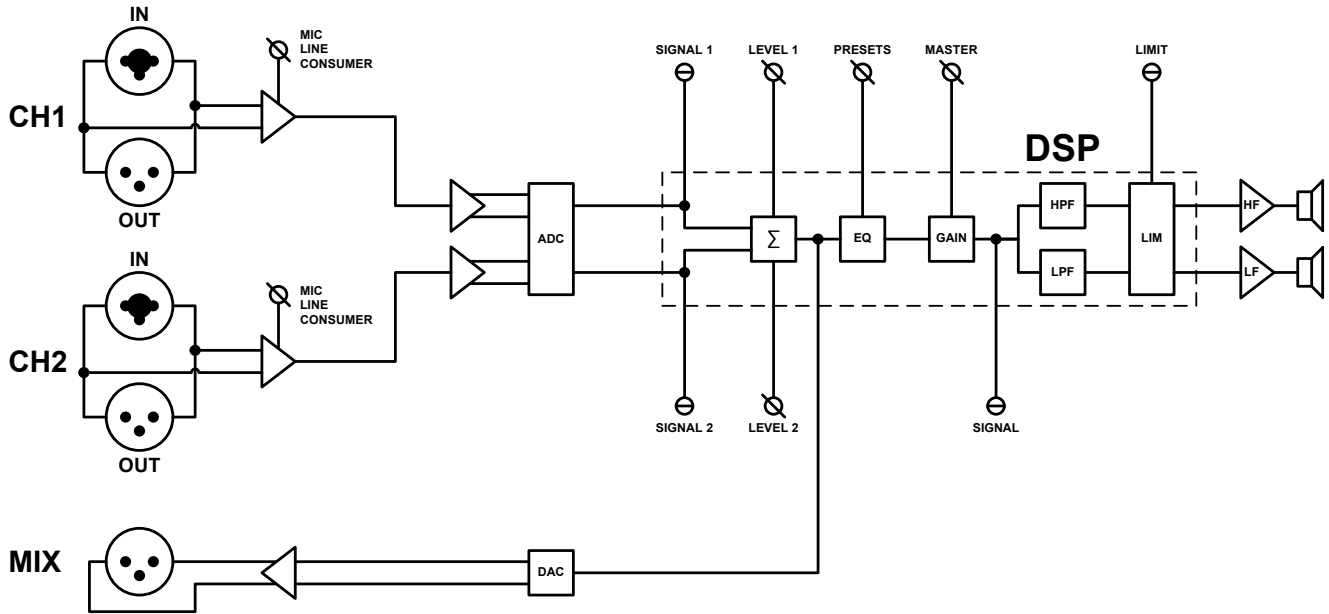 IN
MIC
LINE
CONSUMER
CH1
OUT
SIGNAL 1
LEVEL 1
PRESETS
MASTER
LIMIT
DSP
ADC
Σ
EQ
GAIN
HPF
LPF
LIM
HF
LF
IN
MIC
LINE
CONSUMER
CH2
OUT
SIGNAL 2
LEVEL 2
SIGNAL
MIX
DAC